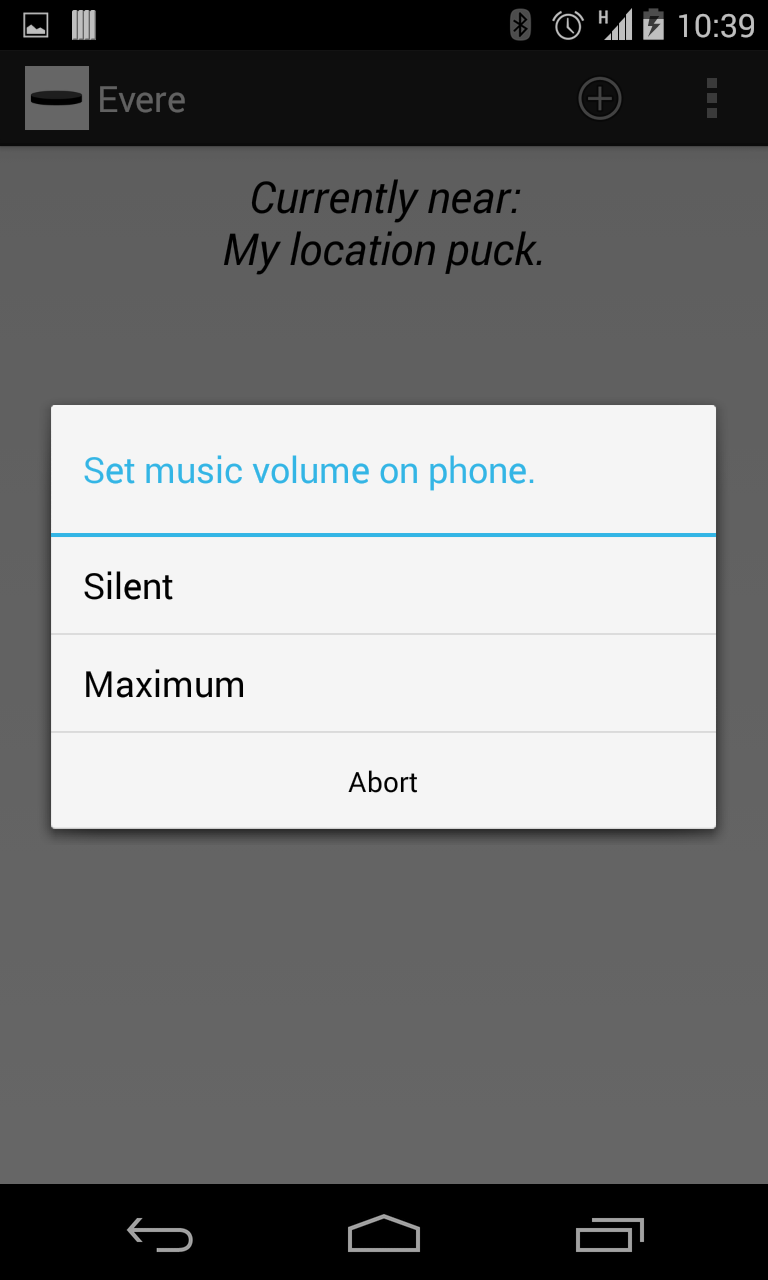 H 10:39
Evere
Currently near:
My location puck.
Set music volume on phone.
Silent
Maximum
Abort